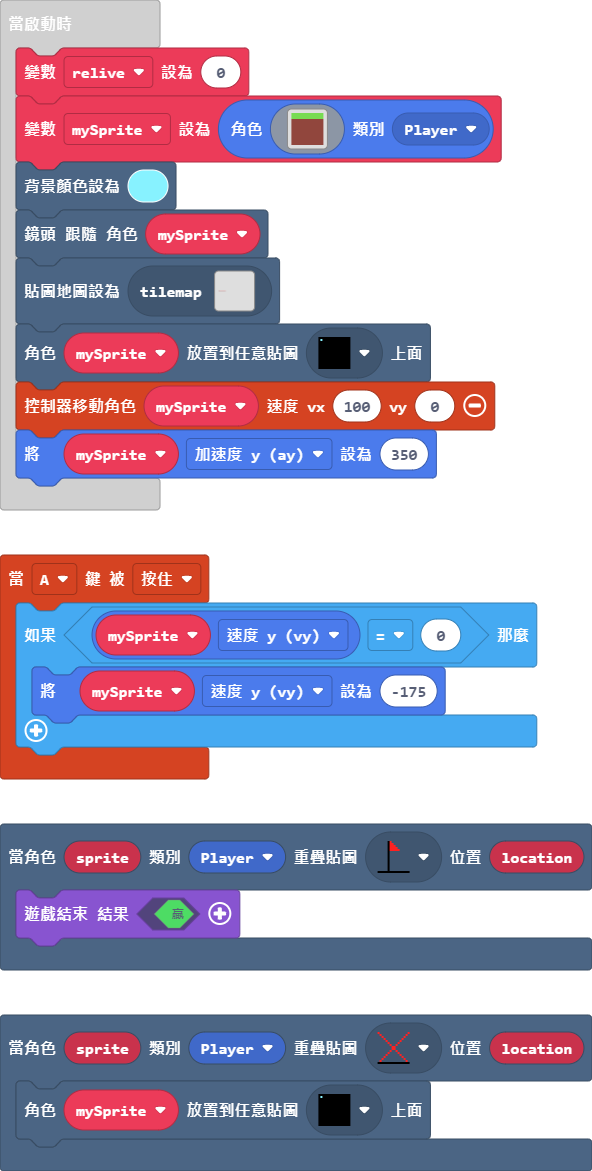 當啟動時
變數 relive 設為 0
變數 mySprite 設為 角色 類別 Player
背景顏色設為
鏡頭 跟隨 角色 mySprite
貼圖地圖設為 tilemap
角色 mySprite 放置到任意貼圖 上面
控制器移動角色 mySprite 速度 vx 100 vy 0
將 mySprite 加速度 y (ay) 設為 350
當 A 鍵 被 按住
如果 mySprite 速度 y (vy) = 0 那麼
將 mySprite 速度 y (vy) 設為 -175
當角色 sprite 類別 Player 重疊貼圖 位置 location
遊戲結束 結果 贏
當角色 sprite 類別 Player 重疊貼圖 位置 location
角色 mySprite 放置到任意貼圖 上面